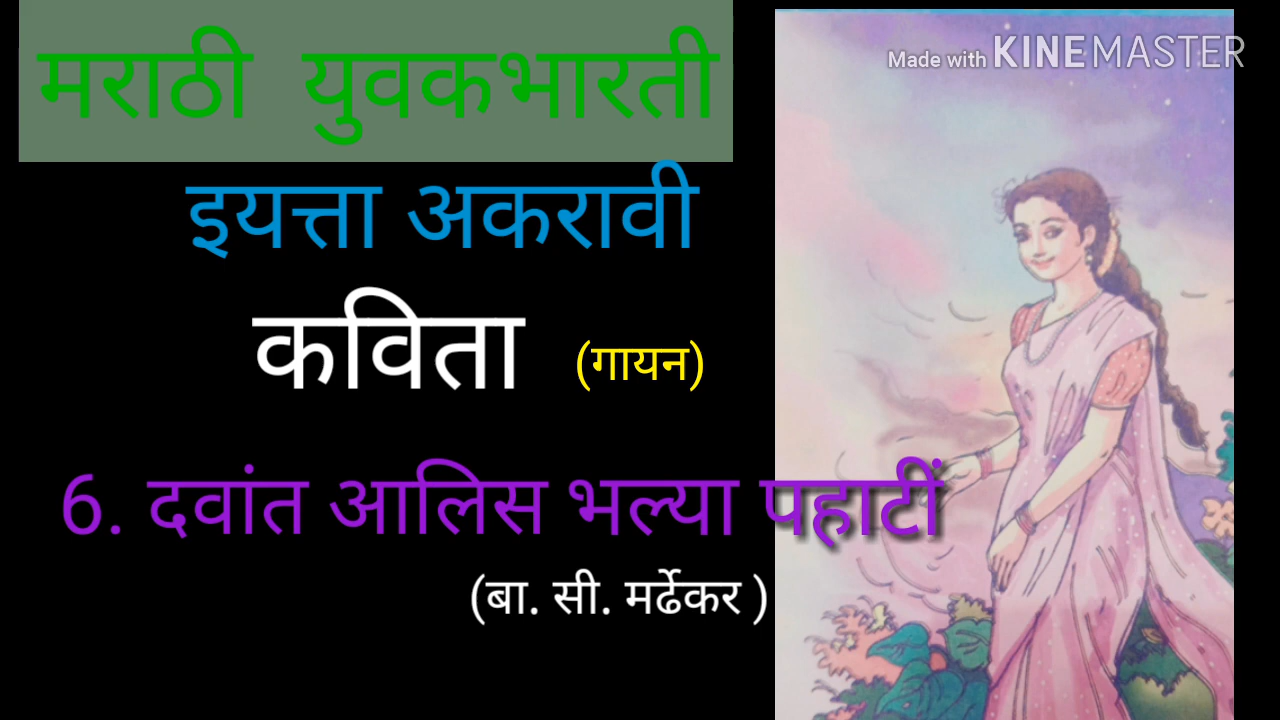 मराठी युवकभारती
Made with KINEMASTER
इयत्ता अकरावी
कविता (गायन)
6. दवांत आलिस भल्या पहाटीं
(बा. सी. मर्ढेकर )